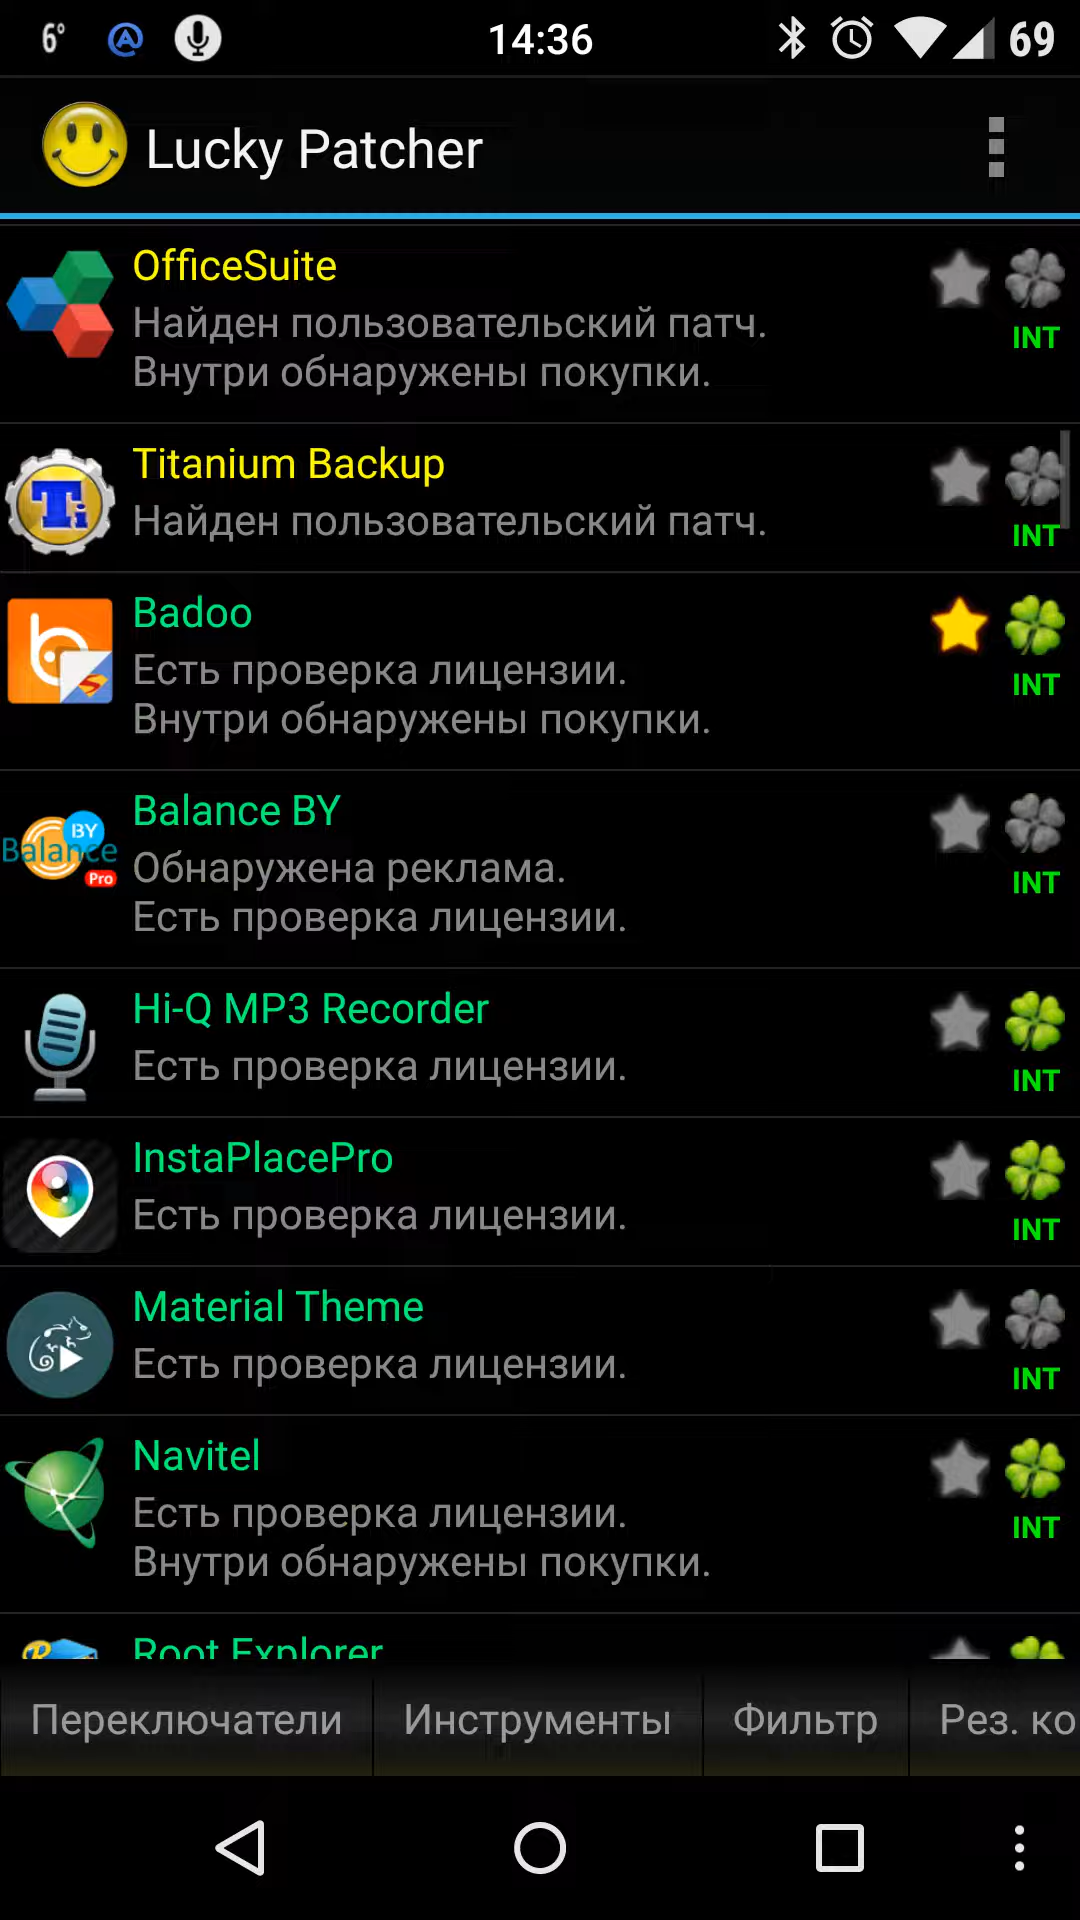 6°
14:36
69
Lucky Patcher
OfficeSuite
Найден пользовательский патч.
Внутри обнаружены покупки.
INT
Titanium Backup
Найден пользовательский патч.
INT
Badoo
Есть проверка лицензии.
Внутри обнаружены покупки.
INT
Balance BY
Обнаружена реклама.
Есть проверка лицензии.
INT
BY
Balance
Pro
Hi-Q MP3 Recorder
Есть проверка лицензии.
INT
InstaPlacePro
Есть проверка лицензии.
INT
Material Theme
Есть проверка лицензии.
INT
Navitel
Есть проверка лицензии.
Внутри обнаружены покупки.
INT
Root Explorer
Переключатели
Инструменты
Фильтр
Рез. ко